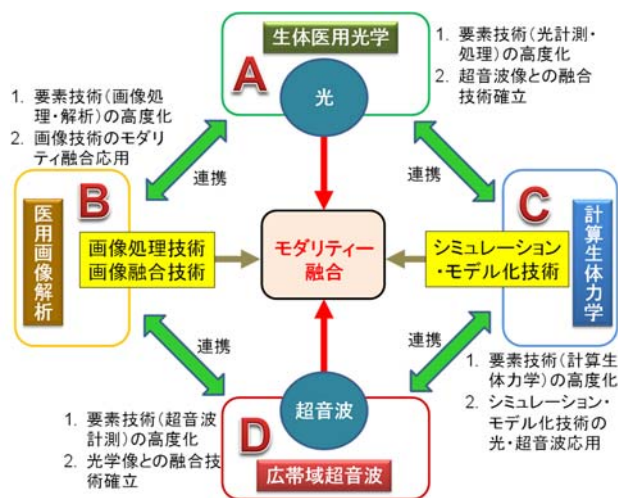 生体医用光学
A
光
1. 要素技術(光計測・
処理)の高度化
2. 超音波像との融合
技術確立
1. 要素技術(画像処
理・解析)の高度化
2. 画像技術のモダリ
ティ融合応用
連携
連携
B
医用画像解析
画像処理技術
画像融合技術
モダリティー
融合
C
シミュレーション
・モデル化技術
計算生体力学
連携
連携
1. 要素技術(計算生
体力学)の高度化
2. シミュレーション・
モデル化技術の
光・超音波応用
1. 要素技術(超音波
計測)の高度化
2. 光学像との融合技
術確立
超音波
D
広帯域超音波